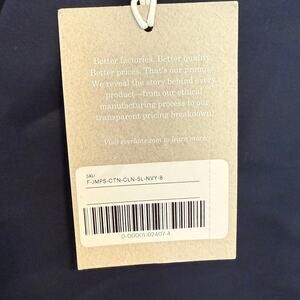 Better factories. Better quality.
Better prices. That's our promise.
We reveal the story behind every
product—from our ethical
manufacturing process to our
transparent pricing breakdown.
Visit everlane.com to learn more.
SKU
F-JMPS-CTN-CLN-SL-NVY-8
0-00001-02407-4